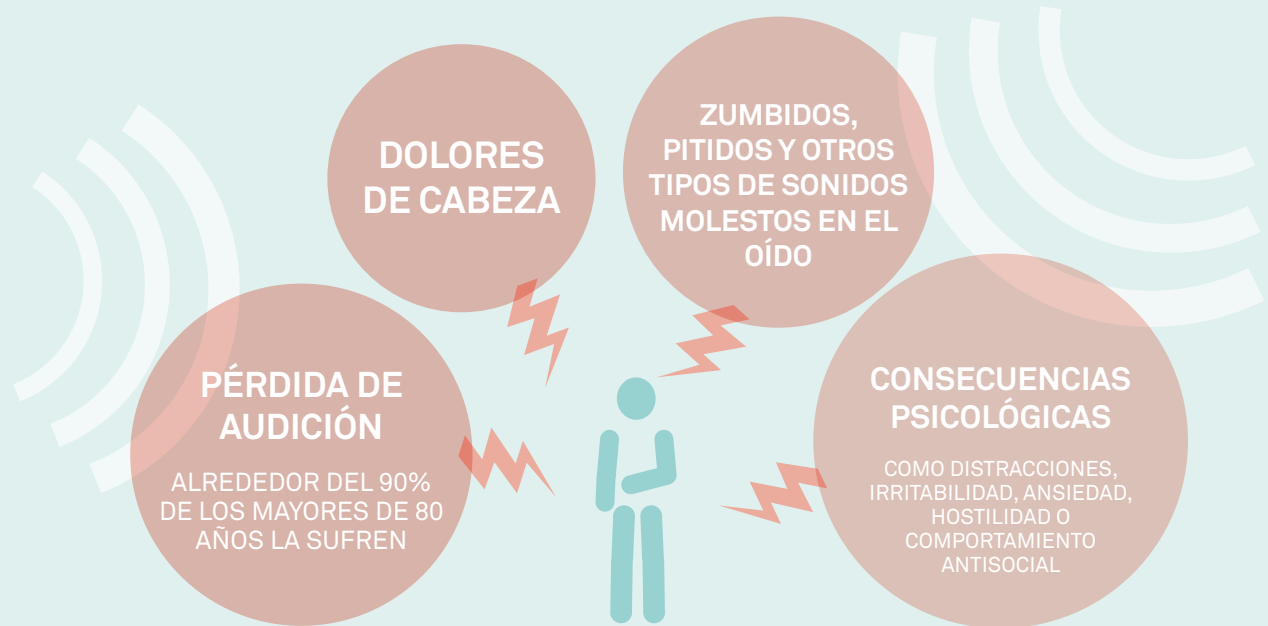 DOLORES
DE CABEZA
ZUMBIDOS,
PITIDOS Y OTROS
TIPOS DE SONIDOS
MOLESTOS EN EL
OÍDO
PÉRDIDA DE
AUDICIÓN
ALREDEDOR DEL 90%
DE LOS MAYORES DE 80
AÑOS LA SUFREN
CONSECUENCIAS
PSICOLÓGICAS
COMO DISTRACCIONES,
IRRITABILIDAD, ANSIEDAD,
HOSTILIDAD O
COMPORTAMIENTO
ANTISOCIAL